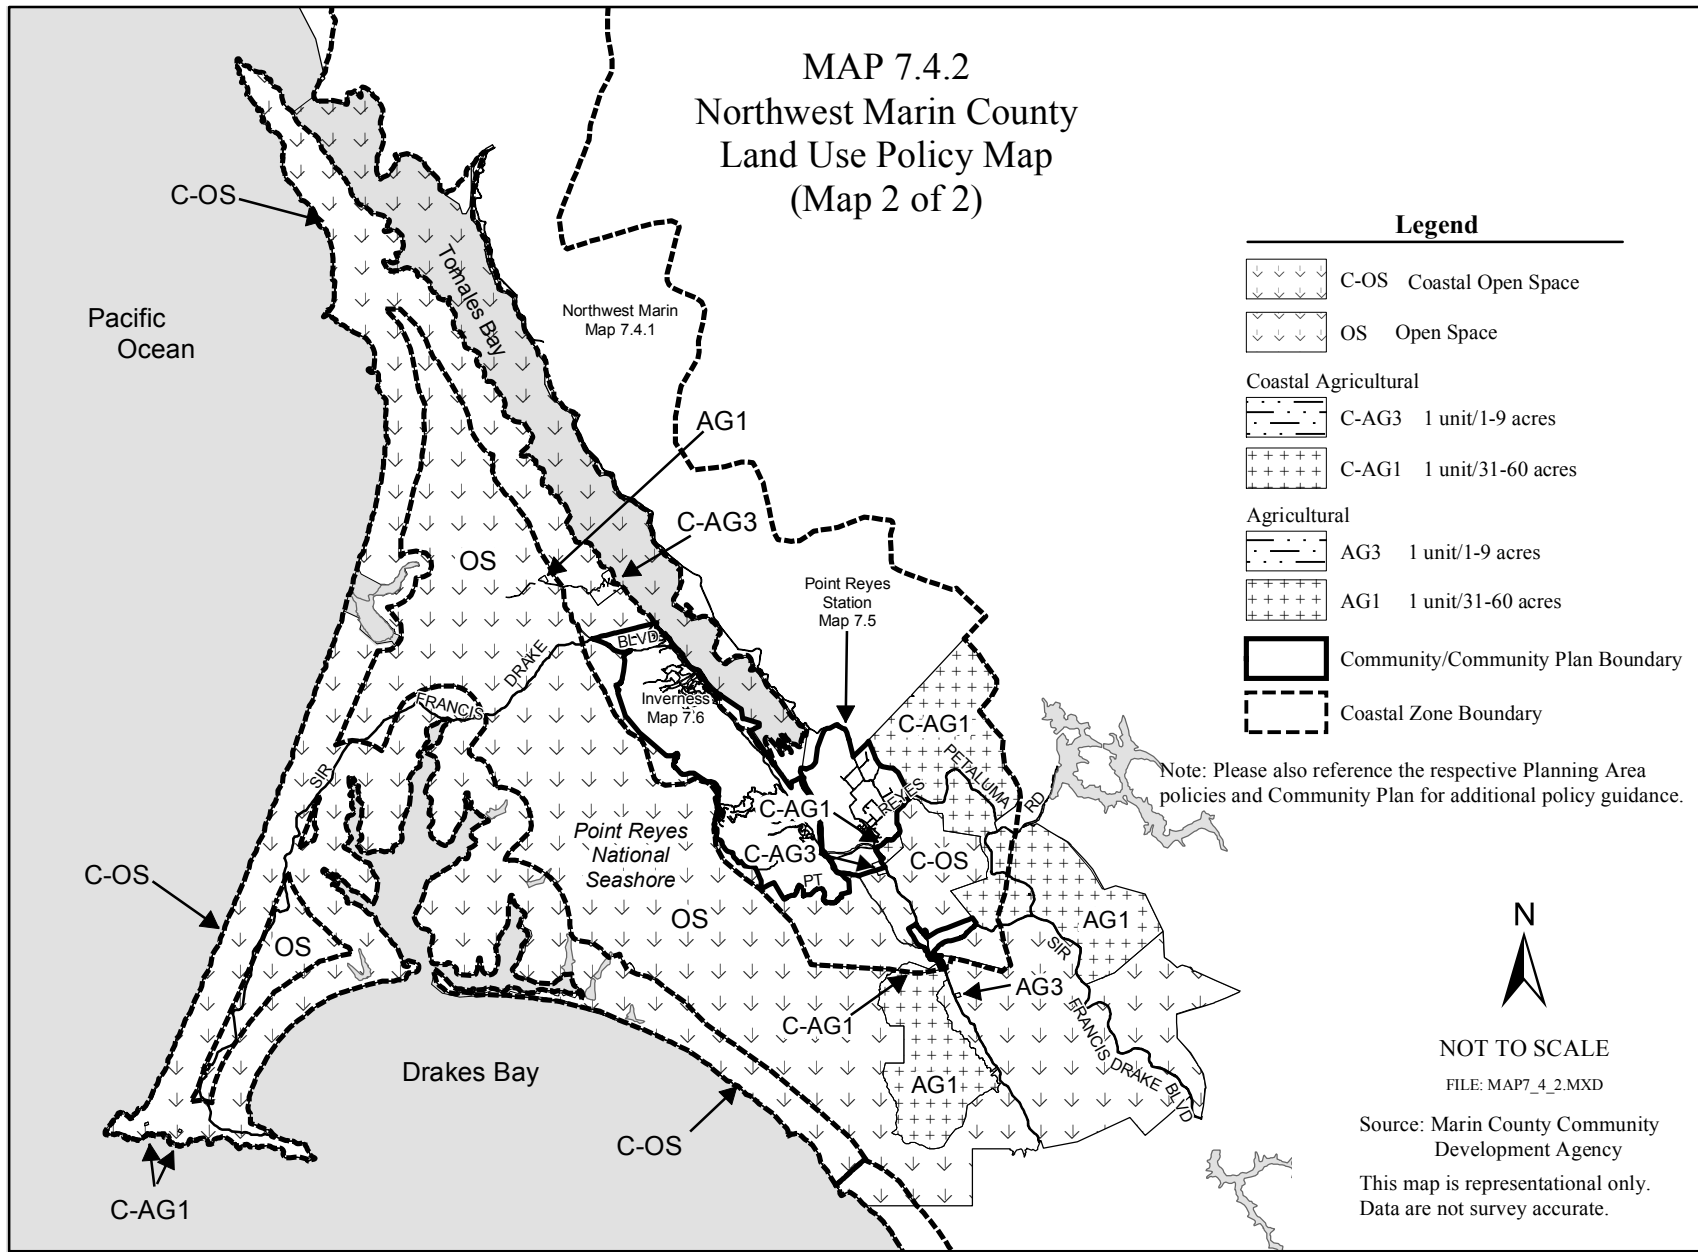 MAP 7.4.2
Northwest Marin County
Land Use Policy Map
(Map 2 of 2)
C-OS
Pacific
Ocean
Tomales Bay
Northwest Marin
Map 7.4.1
AG1
C-AG3
OS
Point Reyes
Station
Map 7.5
BLVD
DRAKE
FRANCIS
SIR
Inverness
Map 7.6
C-AG1
PETALUMA
RD
REYES
C-AG1
C-AG3
PT
C-OS
Point Reyes
National
Seashore
C-OS
OS
OS
AG1
SIR
FRANCIS DRAKE BLVD
AG3
C-AG1
AG1
Drakes Bay
C-OS
C-AG1
Legend
C-OS Coastal Open Space
OS Open Space
Coastal Agricultural
C-AG3 1 unit/1-9 acres
C-AG1 1 unit/31-60 acres
Agricultural
AG3 1 unit/1-9 acres
AG1 1 unit/31-60 acres
Community/Community Plan Boundary
Coastal Zone Boundary
Note: Please also reference the respective Planning Area
policies and Community Plan for additional policy guidance.
N
NOT TO SCALE
FILE: MAP7_4_2.MXD
Source: Marin County Community
Development Agency
This map is representational only.
Data are not survey accurate.